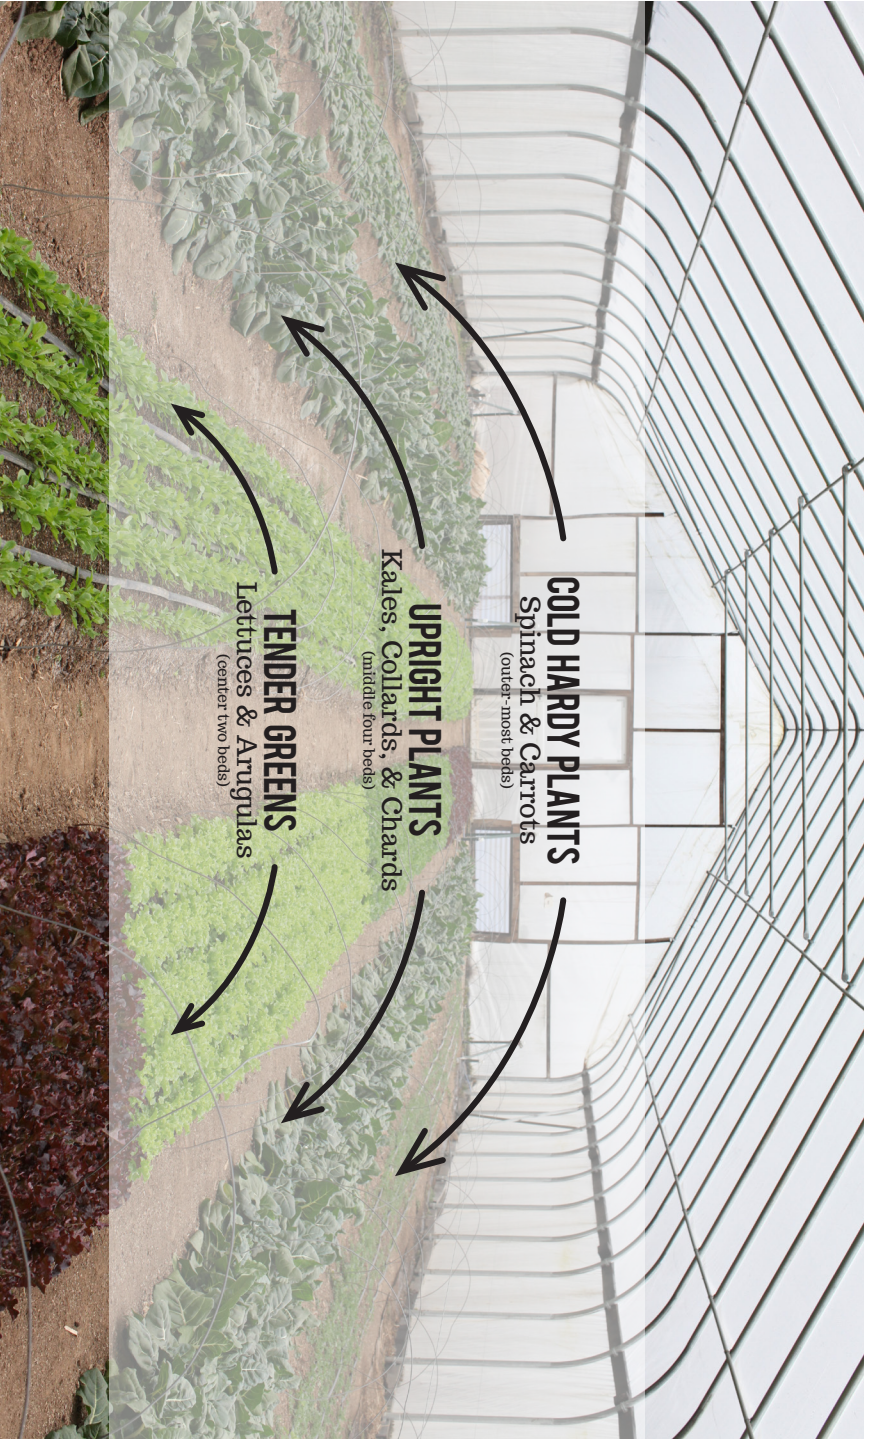 COLD HARDY PLANTS
Spinach & Carrots
(outer-most beds)
UPRIGHT PLANTS
Kales, Collards, & Chards
(middle four beds)
TENDER GREENS
Lettuces & Arugulas
(center two beds)